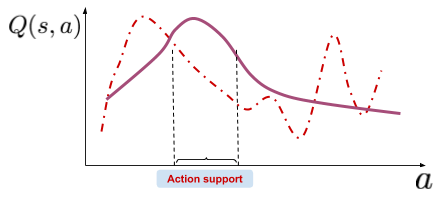 Q(s, a)
Action support
a